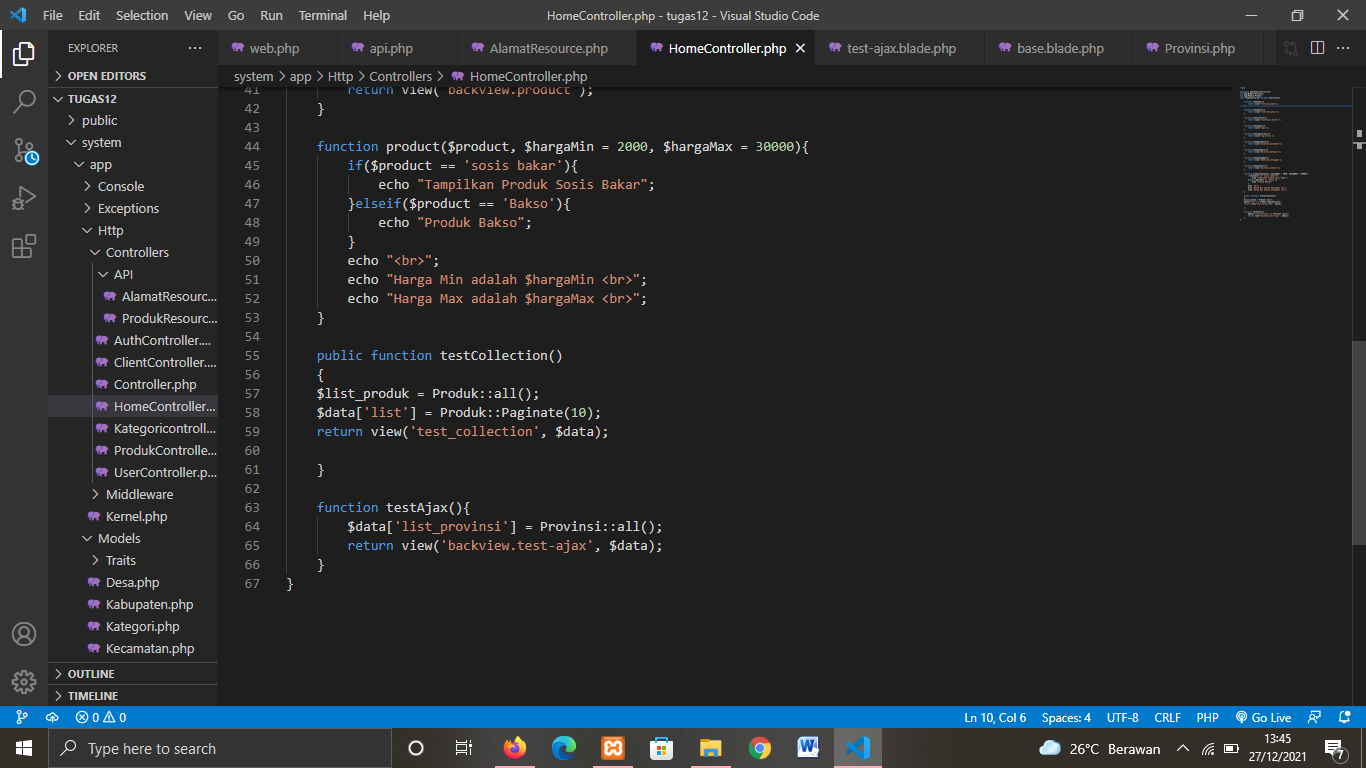 File Edit Selection View Go Run Terminal Help HomeController.php - tugas12 - Visual Studio Code
EXPLORER ··· web.php api.php AlamatResource.php HomeController.php test-ajax.blade.php base.blade.php Provinsi.php ···
OPEN EDITORS
system > app > Http > Controllers > HomeController.php
TUGAS12
public
system
app
Console
Exceptions
Http
Controllers
API
AlamatResourc...
ProdukResourc...
AuthController....
ClientController....
Controller.php
HomeController...
Kategoricontroll...
ProdukControlle...
UserController.p...
Middleware
Kernel.php
Models
Traits
Desa.php
Kabupaten.php
Kategori.php
Kecamatan.php
OUTLINE
TIMELINE
41 return view('backview.product');
42 }
43
44 function product($product, $hargaMin = 2000, $hargaMax = 30000){
45 if($product == 'sosis bakar'){
46 echo "Tampilkan Produk Sosis Bakar";
47 }elseif($product == 'Bakso'){
48 echo "Produk Bakso";
49 }
50 echo "<br>";
51 echo "Harga Min adalah $hargaMin <br>";
52 echo "Harga Max adalah $hargaMax <br>";
53 }
54
55 public function testCollection()
56 {
57 $list_produk = Produk::all();
58 $data['list'] = Produk::Paginate(10);
59 return view('test_collection', $data);
60
61 }
62
63 function testAjax(){
64 $data['list_provinsi'] = Provinsi::all();
65 return view('backview.test-ajax', $data);
66 }
67 }
0 0 Ln 10, Col 6 Spaces: 4 UTF-8 CRLF PHP Go Live
Type here to search 26°C Berawan 13:45
27/12/2021 7